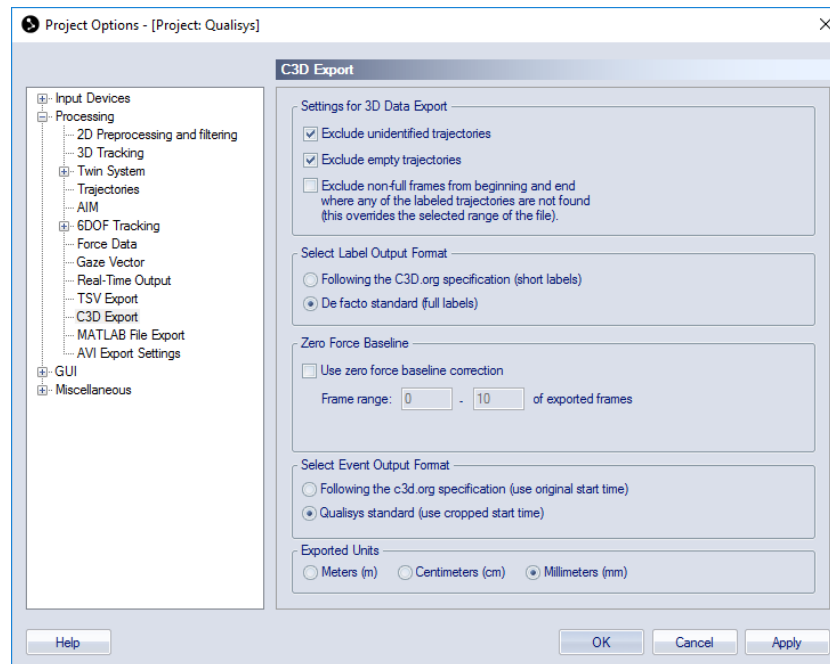 Project Options - [Project: Qualisys]
C3D Export
Input Devices
Processing
2D Preprocessing and filtering
3D Tracking
Twin System
Trajectories
AIM
6DOF Tracking
Force Data
Gaze Vector
Real-Time Output
TSV Export
C3D Export
MATLAB File Export
AVI Export Settings
GUI
Miscellaneous
Settings for 3D Data Export
Exclude unidentified trajectories
Exclude empty trajectories
Exclude non-full frames from beginning and end
where any of the labeled trajectories are not found
(this overrides the selected range of the file).
Select Label Output Format
Following the C3D.org specification (short labels)
De facto standard (full labels)
Zero Force Baseline
Use zero force baseline correction
Frame range: 0 - 10 of exported frames
Select Event Output Format
Following the c3d.org specification (use original start time)
Qualisys standard (use cropped start time)
Exported Units
Meters (m) Centimeters (cm) Millimeters (mm)
Help OK Cancel Apply